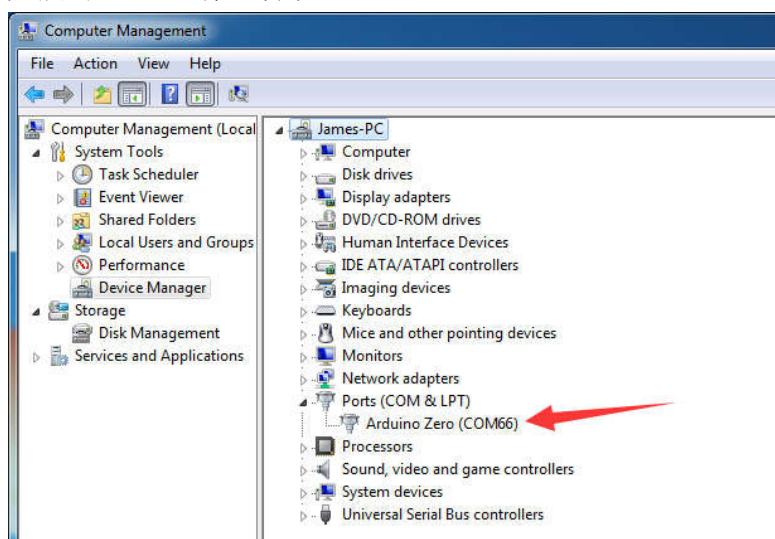 Computer Management
File Action View Help
Computer Management (Local
System Tools
Task Scheduler
Event Viewer
Shared Folders
Local Users and Groups
Performance
Device Manager
Storage
Disk Management
Services and Applications
James-PC
Computer
Disk drives
Display adapters
DVD/CD-ROM drives
Human Interface Devices
IDE ATA/ATAPI controllers
Imaging devices
Keyboards
Mice and other pointing devices
Monitors
Network adapters
Ports (COM & LPT)
Arduino Zero (COM66)
Processors
Sound, video and game controllers
System devices
Universal Serial Bus controllers